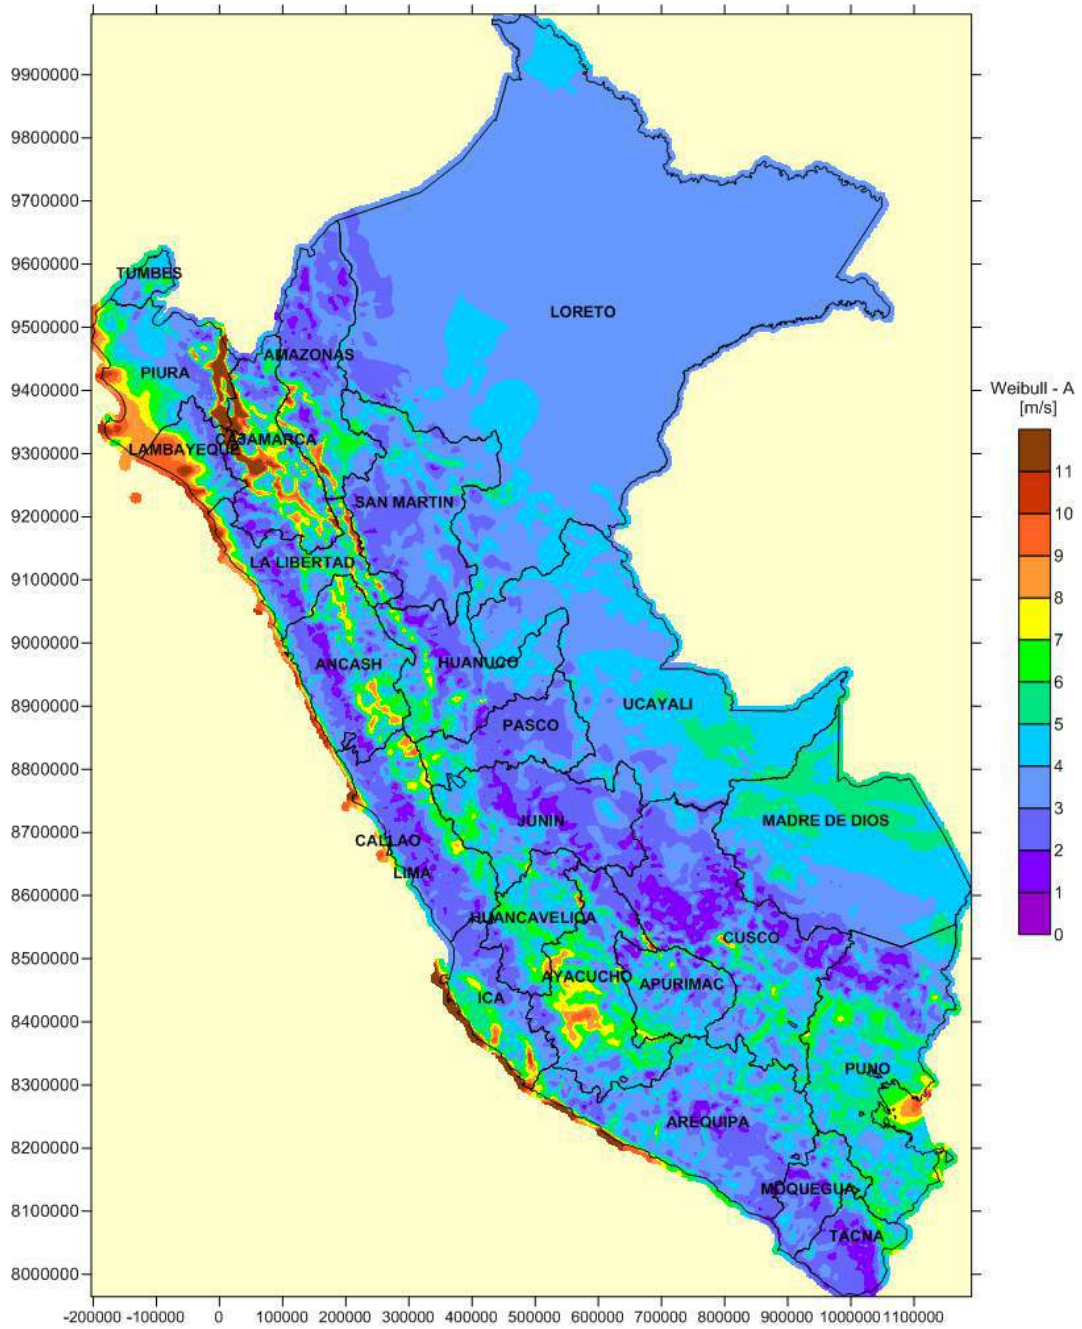 9900000
9800000
9700000
9600000
9500000
9400000
9300000
9200000
9100000
9000000
8900000
8800000
8700000
8600000
8500000
8400000
8300000
8200000
8100000
8000000
-200000 -100000 0 100000 200000 300000 400000 500000 600000 700000 800000 900000 1000000 1100000
TUMBES
LORETO
AMAZONAS
PIURA
CAJAMARCA
LAMBAYEQUE
SAN MARTIN
LA LIBERTAD
ANCASH
HUANUCO
UCAYALI
PASCO
MADRE DE DIOS
JUNIN
CALLAO
LIMA
HUANCAVELICA
CUSCO
AYACUCHO
APURIMAC
ICA
PUNO
AREQUIPA
MOQUEGUA
TACNA
Weibull - A
[m/s]
11
10
9
8
7
6
5
4
3
2
1
0